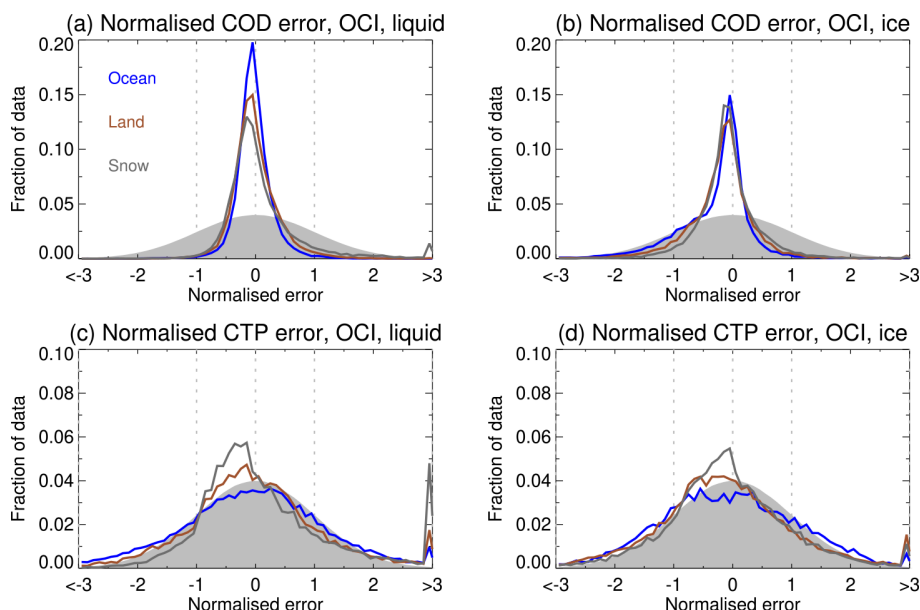 (a) Normalised COD error, OCI, liquid
Fraction of data
0.20
0.15
0.10
0.05
0.00
Ocean
Land
Snow
<-3 -2 -1 0 1 2 >3
Normalised error
(b) Normalised COD error, OCI, ice
Fraction of data
0.20
0.15
0.10
0.05
0.00
<-3 -2 -1 0 1 2 >3
Normalised error
(c) Normalised CTP error, OCI, liquid
Fraction of data
0.10
0.08
0.06
0.04
0.02
0.00
<-3 -2 -1 0 1 2 >3
Normalised error
(d) Normalised CTP error, OCI, ice
Fraction of data
0.10
0.08
0.06
0.04
0.02
0.00
<-3 -2 -1 0 1 2 >3
Normalised error